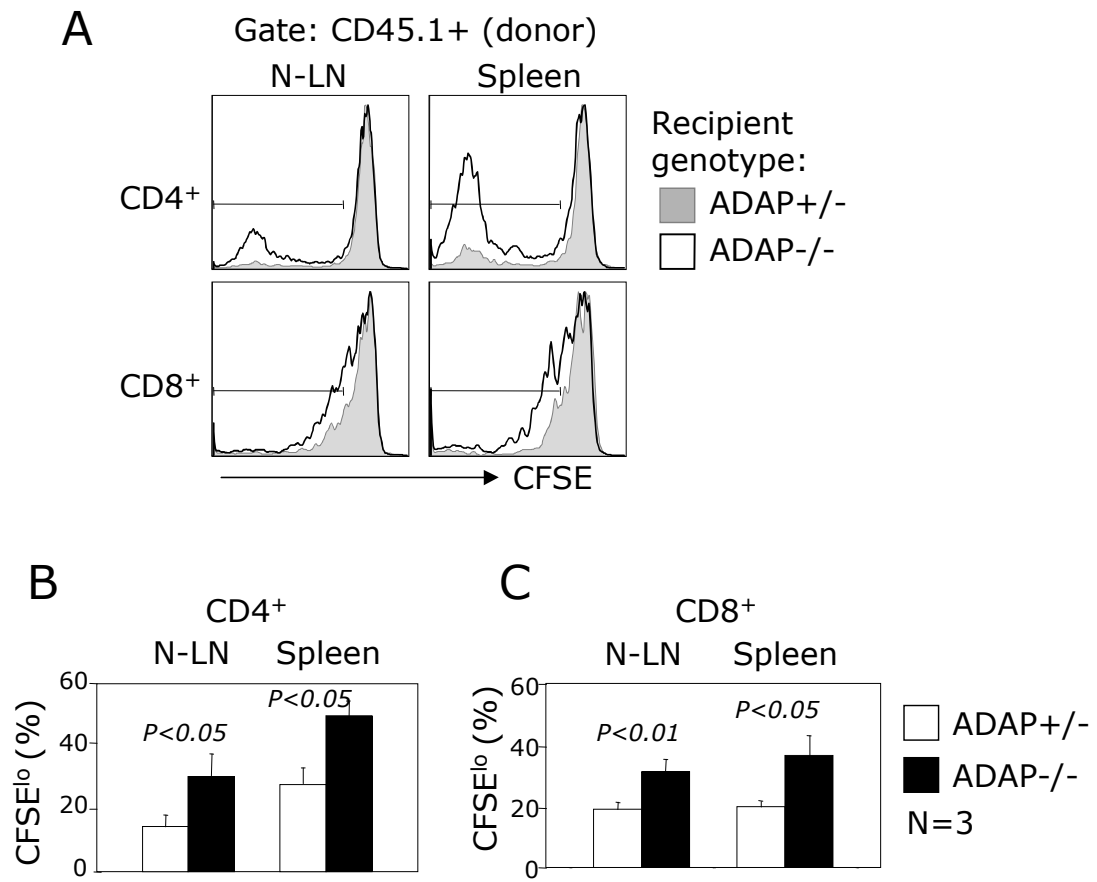 A
Gate: CD45.1+ (donor)
N-LN Spleen
CD4+
CD8+
CFSE
Recipient
genotype:
ADAP+/-
ADAP-/-
B
CD4+
N-LN Spleen
CFSElo (%)
60
40
20
0
P<0.05
P<0.05
C
CD8+
N-LN Spleen
CFSElo (%)
60
40
20
0
P<0.01
P<0.05
ADAP+/-
ADAP-/-
N=3